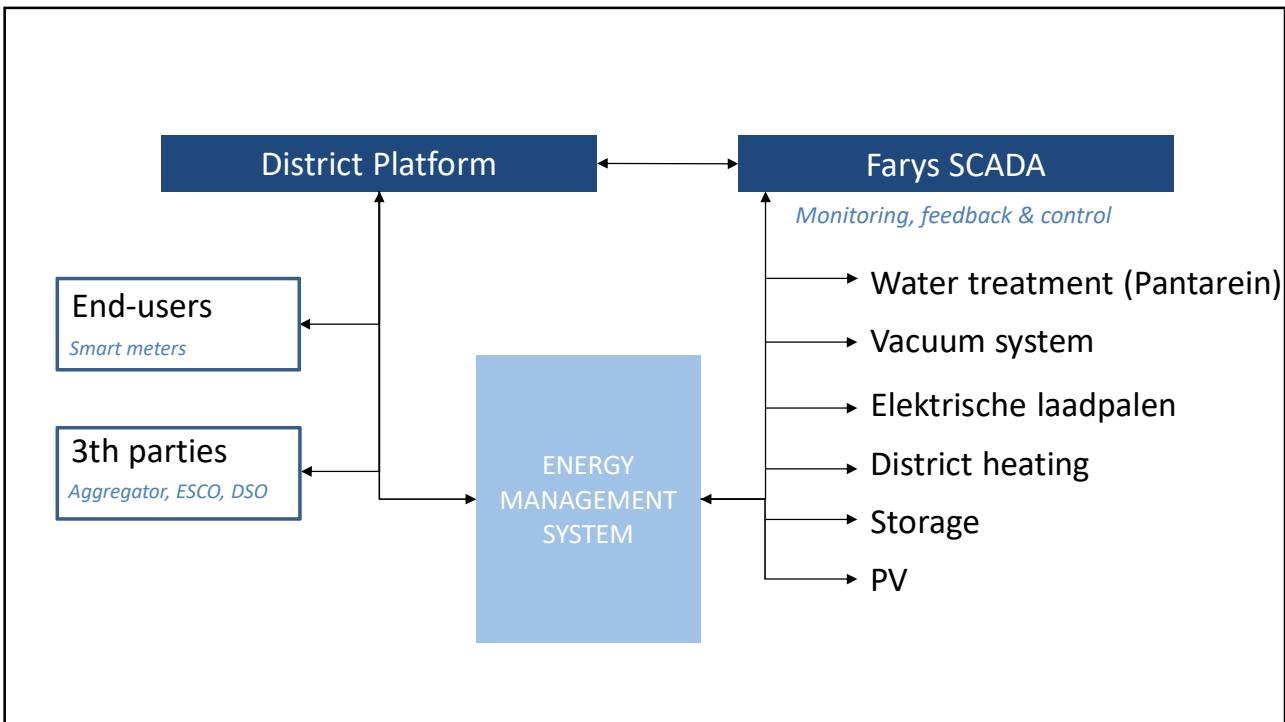 District Platform
Farys SCADA
Monitoring, feedback & control
End-users
Smart meters
3th parties
Aggregator, ESCO, DSO
ENERGY
MANAGEMENT
SYSTEM
Water treatment (Pantarein)
Vacuum system
Elektrische laadpalen
District heating
Storage
PV